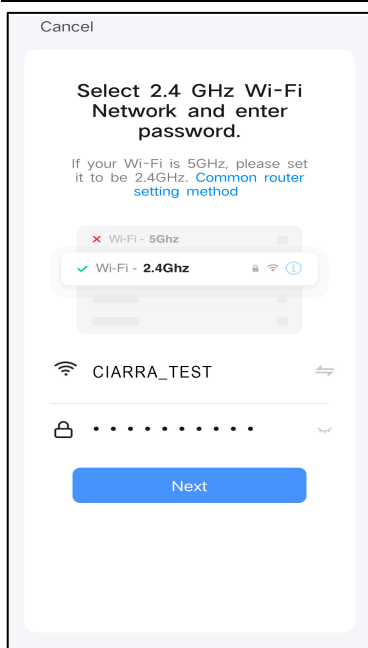 Cancel
Select 2.4 GHz Wi-Fi
Network and enter
password.
If your Wi-Fi is 5GHz, please set
it to be 2.4GHz. Common router
setting method
Wi-Fi - 5Ghz
Wi-Fi - 2.4Ghz
CIARRA_TEST
Next